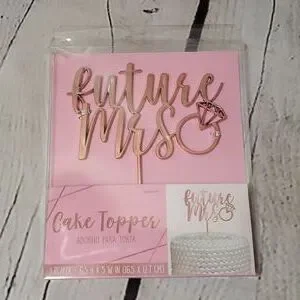 future
Mrs
Cake Topper
ADORNO PARA TORTA
future
Mrs